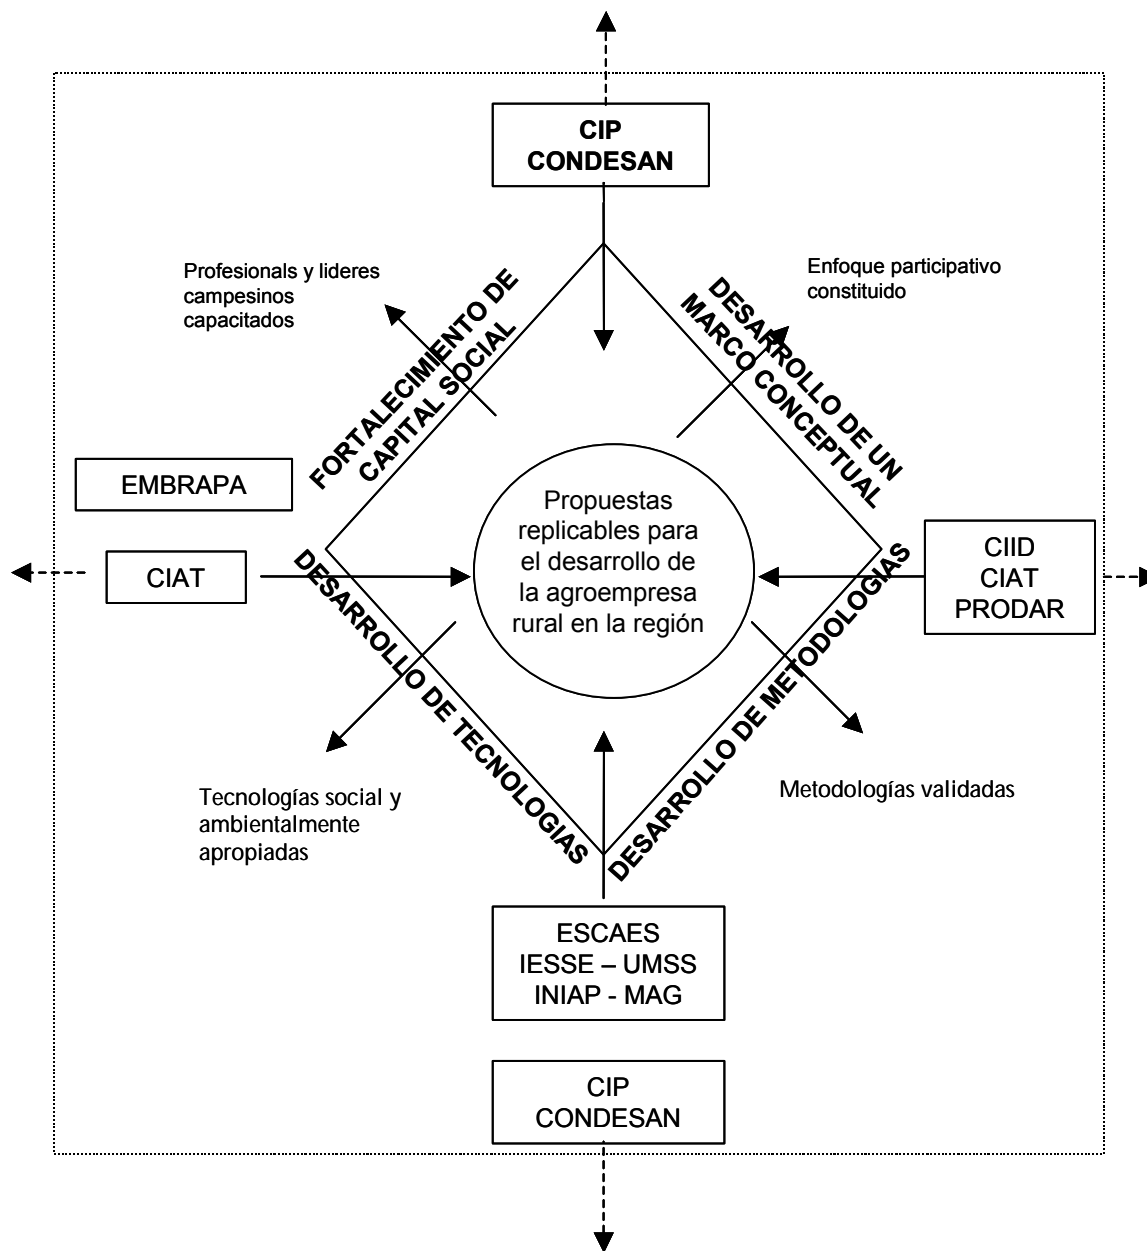 CIP
CONDESAN
Profesionals y lideres
campesinos
capacitados
Enfoque participativo
constituido
FORTALECIMIENTO DE
CAPITAL SOCIAL
DESARROLLO DE UN
MARCO CONCEPTUAL
EMBRAPA
CIAT
Propuestas
replicables para
el desarrollo de
la agroempresa
rural en la región
CIID
CIAT
PRODAR
DESARROLLO DE TECNOLOGIAS
DESARROLLO DE METODOLOGIAS
Tecnologías social y
ambientalmente
apropiadas
Metodologías validadas
ESCAES
IESSE – UMSS
INIAP - MAG
CIP
CONDESAN